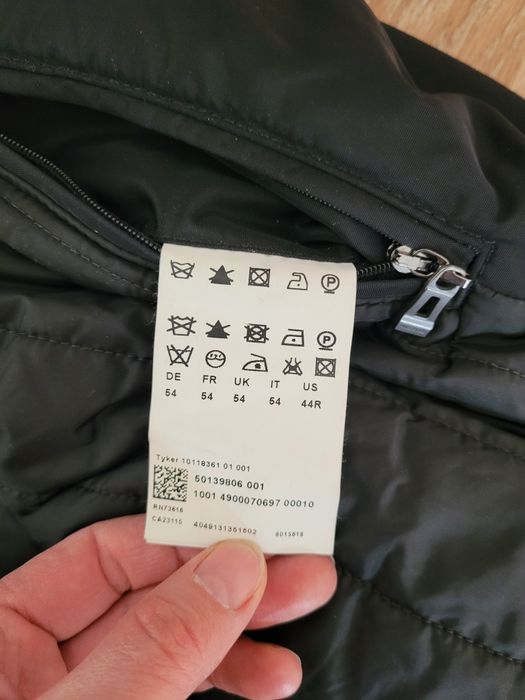 P
P
DE FR UK IT US
54 54 54 54 44R
Tyker 10118361 01 001
50139806 001
1001 4900070697 00010
RN73616
CA23115 4049131351602 8015818